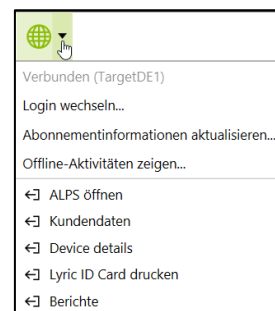 Verbunden (TargetDE1)
Login wechseln...
Abonnementinformationen aktualisieren...
Offline-Aktivitäten zeigen...
ALPS öffnen
Kundendaten
Device details
Lyric ID Card drucken
Berichte